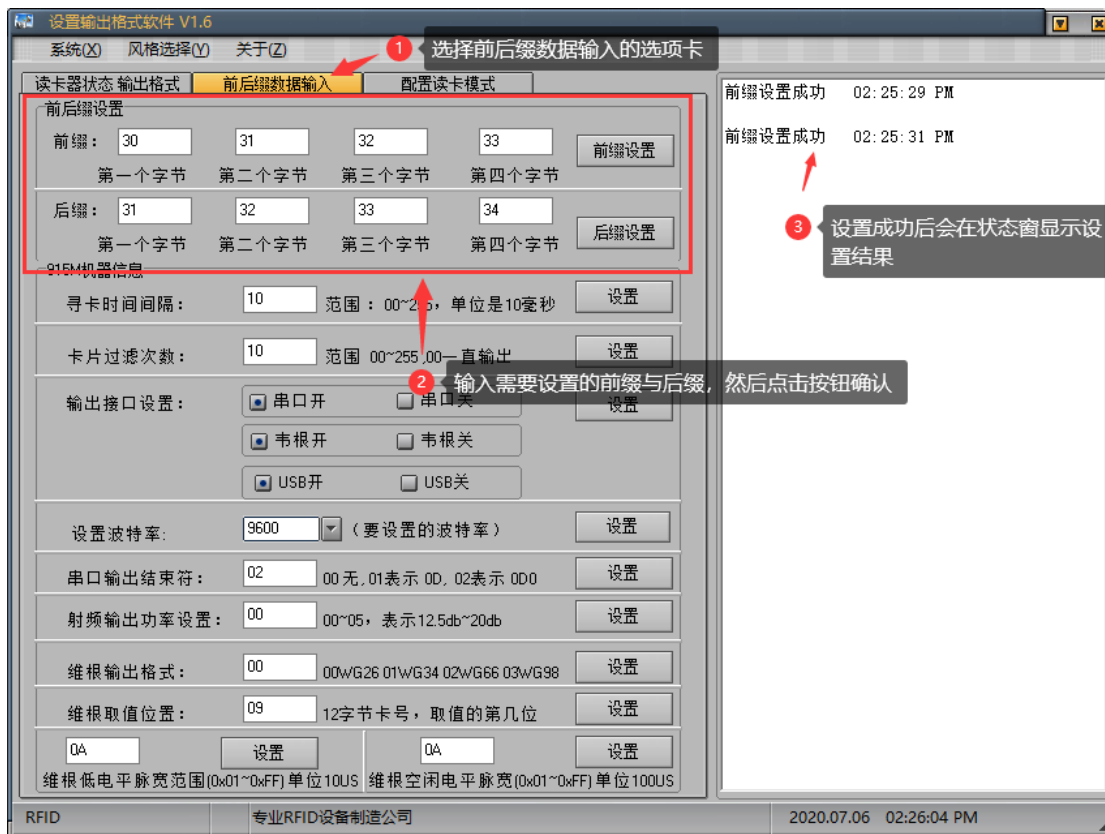 设置输出格式软件 V1.6
系统(X) 风格选择(Y) 关于(Z)
1 选择前后缀数据输入的选项卡
读卡器状态 输出格式 前后缀数据输入 配置读卡模式
前后缀设置
前缀： 30 31 32 33 前缀设置
第一个字节 第二个字节 第三个字节 第四个字节
后缀： 31 32 33 34 后缀设置
第一个字节 第二个字节 第三个字节 第四个字节
915M机器信息
寻卡时间间隔： 10 范围 ：00~255，单位是10毫秒 设置
卡片过滤次数： 10 范围 00~255,00一直输出 设置
2 输入需要设置的前缀与后缀，然后点击按钮确认
输出接口设置： 串口开 串口关 设置
韦根开 韦根关
USB开 USB关
设置波特率: 9600 （要设置的波特率） 设置
串口输出结束符： 02 00 无,01表示 0D, 02表示 0D0 设置
射频输出功率设置： 00 00~05，表示12.5db~20db 设置
维根输出格式： 00 00WG26 01WG34 02WG66 03WG98 设置
维根取值位置： 09 12字节卡号，取值的第几位 设置
0A 设置 0A 设置
维根低电平脉宽范围(0x01~0xFF)单位10US 维根空闲电平脉宽(0x01~0xFF)单位100US
前缀设置成功 02:25:29 PM
前缀设置成功 02:25:31 PM
3 设置成功后会在状态窗显示设
置结果
RFID 专业RFID设备制造公司 2020.07.06 02:26:04 PM